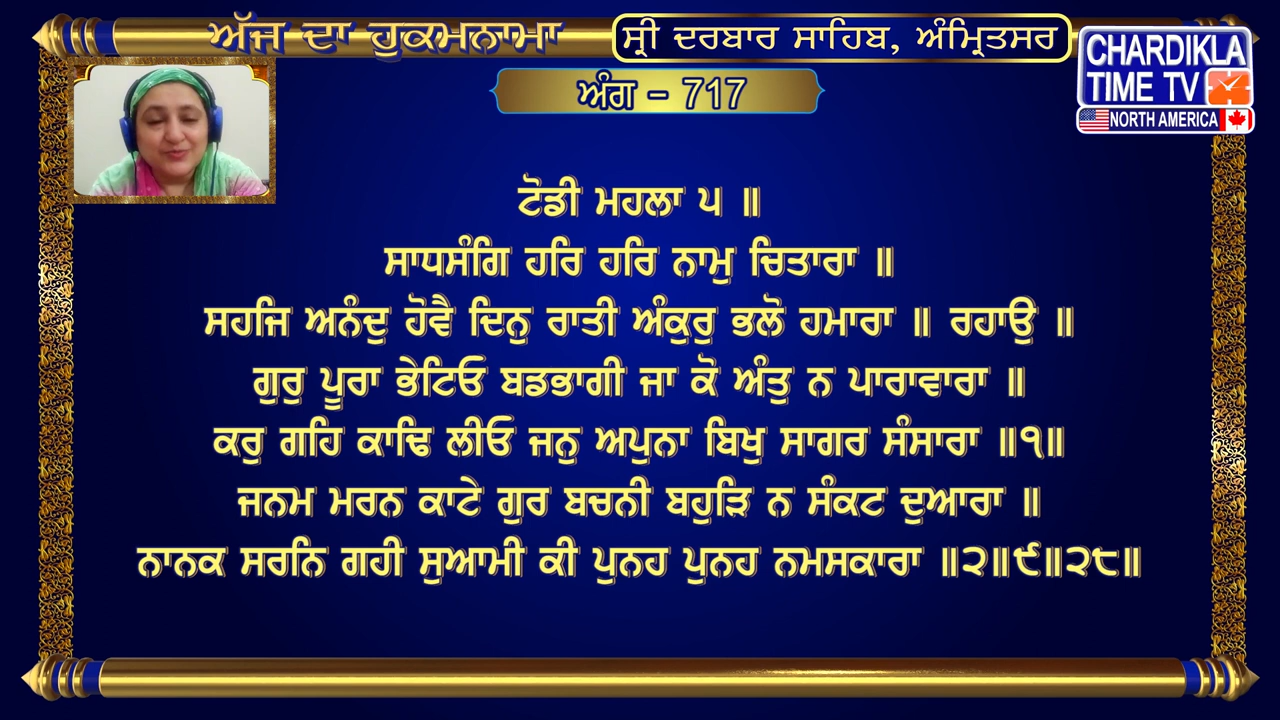 ਅੱਜ ਦਾ ਹੁਕਮਨਾਮਾ
ਸ੍ਰੀ ਦਰਬਾਰ ਸਾਹਿਬ, ਅੰਮ੍ਰਿਤਸਰ
CHARDIKLA
TIME TV
NORTH AMERICA
ਅੰਗ - 717
ਟੋਡੀ ਮਹਲਾ ੫ ॥
ਸਾਧਸੰਗਿ ਹਰਿ ਹਰਿ ਨਾਮੁ ਚਿਤਾਰਾ ॥
ਸਹਜਿ ਅਨੰਦੁ ਹੋਵੈ ਦਿਨੁ ਰਾਤੀ ਅੰਕੁਰੁ ਭਲੋ ਹਮਾਰਾ ॥ ਰਹਾਉ ॥
ਗੁਰੁ ਪੂਰਾ ਭੇਟਿਓ ਬਡਭਾਗੀ ਜਾ ਕੋ ਅੰਤੁ ਨ ਪਾਰਾਵਾਰਾ ॥
ਕਰੁ ਗਹਿ ਕਾਢਿ ਲੀਓ ਜਨੁ ਅਪੁਨਾ ਬਿਖੁ ਸਾਗਰ ਸੰਸਾਰਾ ॥੧॥
ਜਨਮ ਮਰਨ ਕਾਟੇ ਗੁਰ ਬਚਨੀ ਬਹੁੜਿ ਨ ਸੰਕਟ ਦੁਆਰਾ ॥
ਨਾਨਕ ਸਰਨਿ ਗਹੀ ਸੁਆਮੀ ਕੀ ਪੁਨਹ ਪੁਨਹ ਨਮਸਕਾਰਾ ॥੨॥੯॥੨੮॥